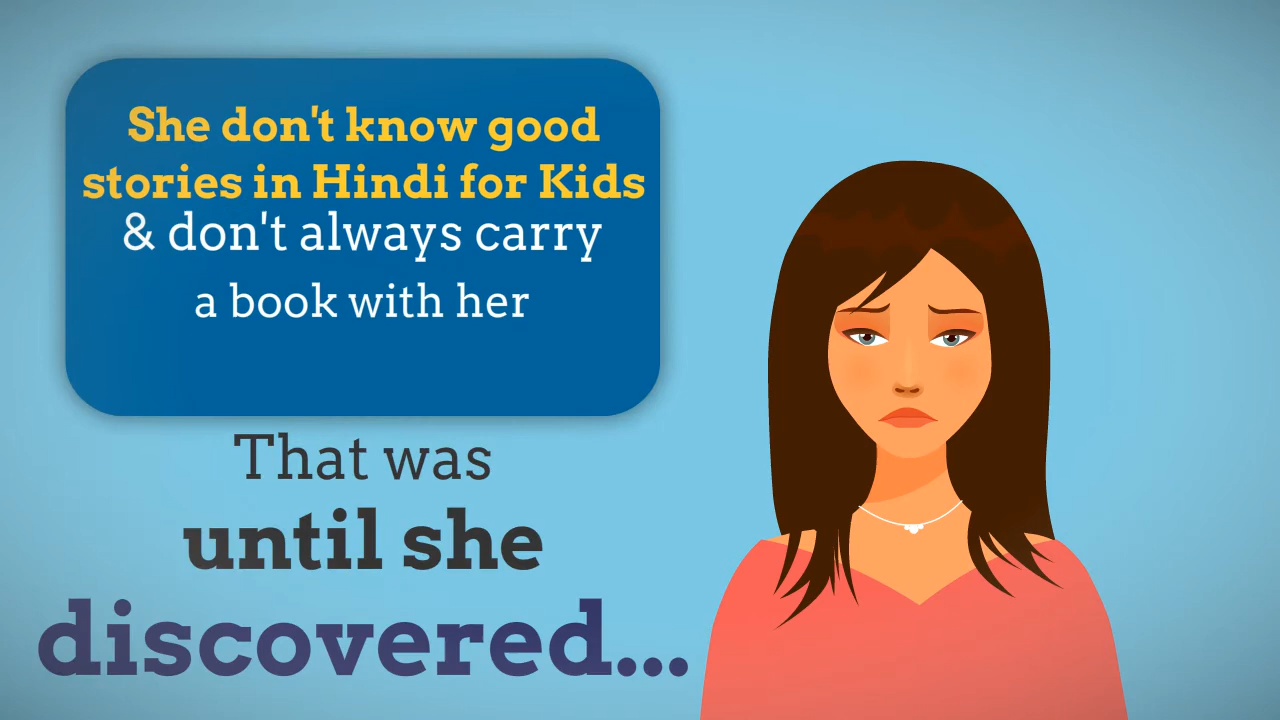 She don't know good
stories in Hindi for Kids
& don't always carry
a book with her
That was
until she
discovered...